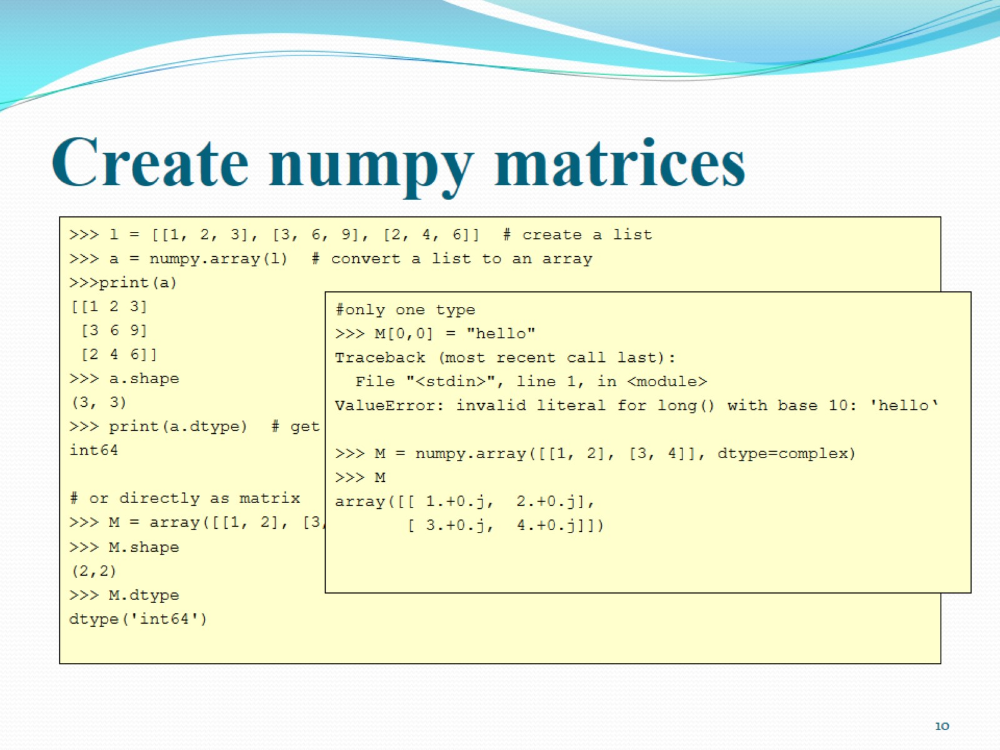 Create numpy matrices
>>> l = [[1, 2, 3], [3, 6, 9], [2, 4, 6]]  # create a list
>>> a = numpy.array(l)  # convert a list to an array
>>>print(a)
[[1 2 3]
 [3 6 9]
 [2 4 6]]
>>> a.shape
(3, 3)
>>> print(a.dtype)  # get
int64
# or directly as matrix
>>> M = array([[1, 2], [3,
>>> M.shape
(2,2)
>>> M.dtype
dtype('int64')
#only one type
>>> M[0,0] = "hello"
Traceback (most recent call last):
  File "<stdin>", line 1, in <module>
ValueError: invalid literal for long() with base 10: 'hello‘
>>> M = numpy.array([[1, 2], [3, 4]], dtype=complex)
>>> M
array([[ 1.+0.j,  2.+0.j],
       [ 3.+0.j,  4.+0.j]])
10